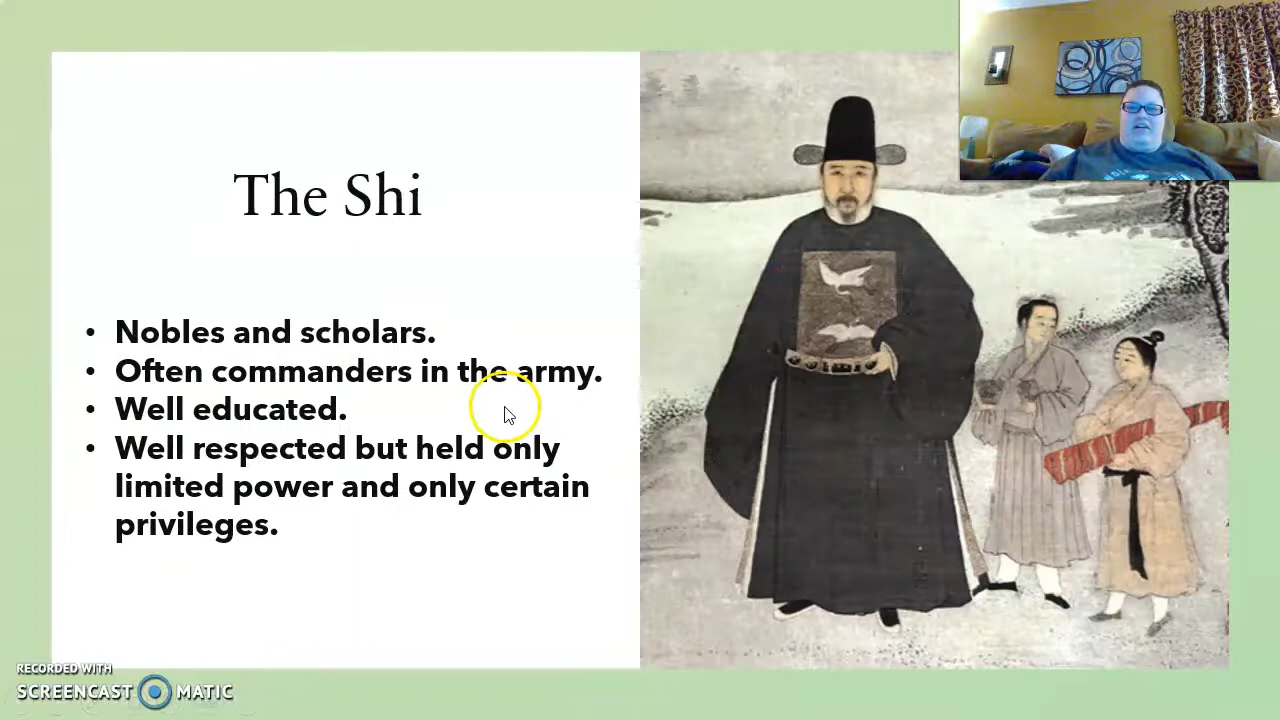 The Shi
• Nobles and scholars.
• Often commanders in the army.
• Well educated.
• Well respected but held only
limited power and only certain
privileges.
RECORDED WITH
SCREENCAST MATIC